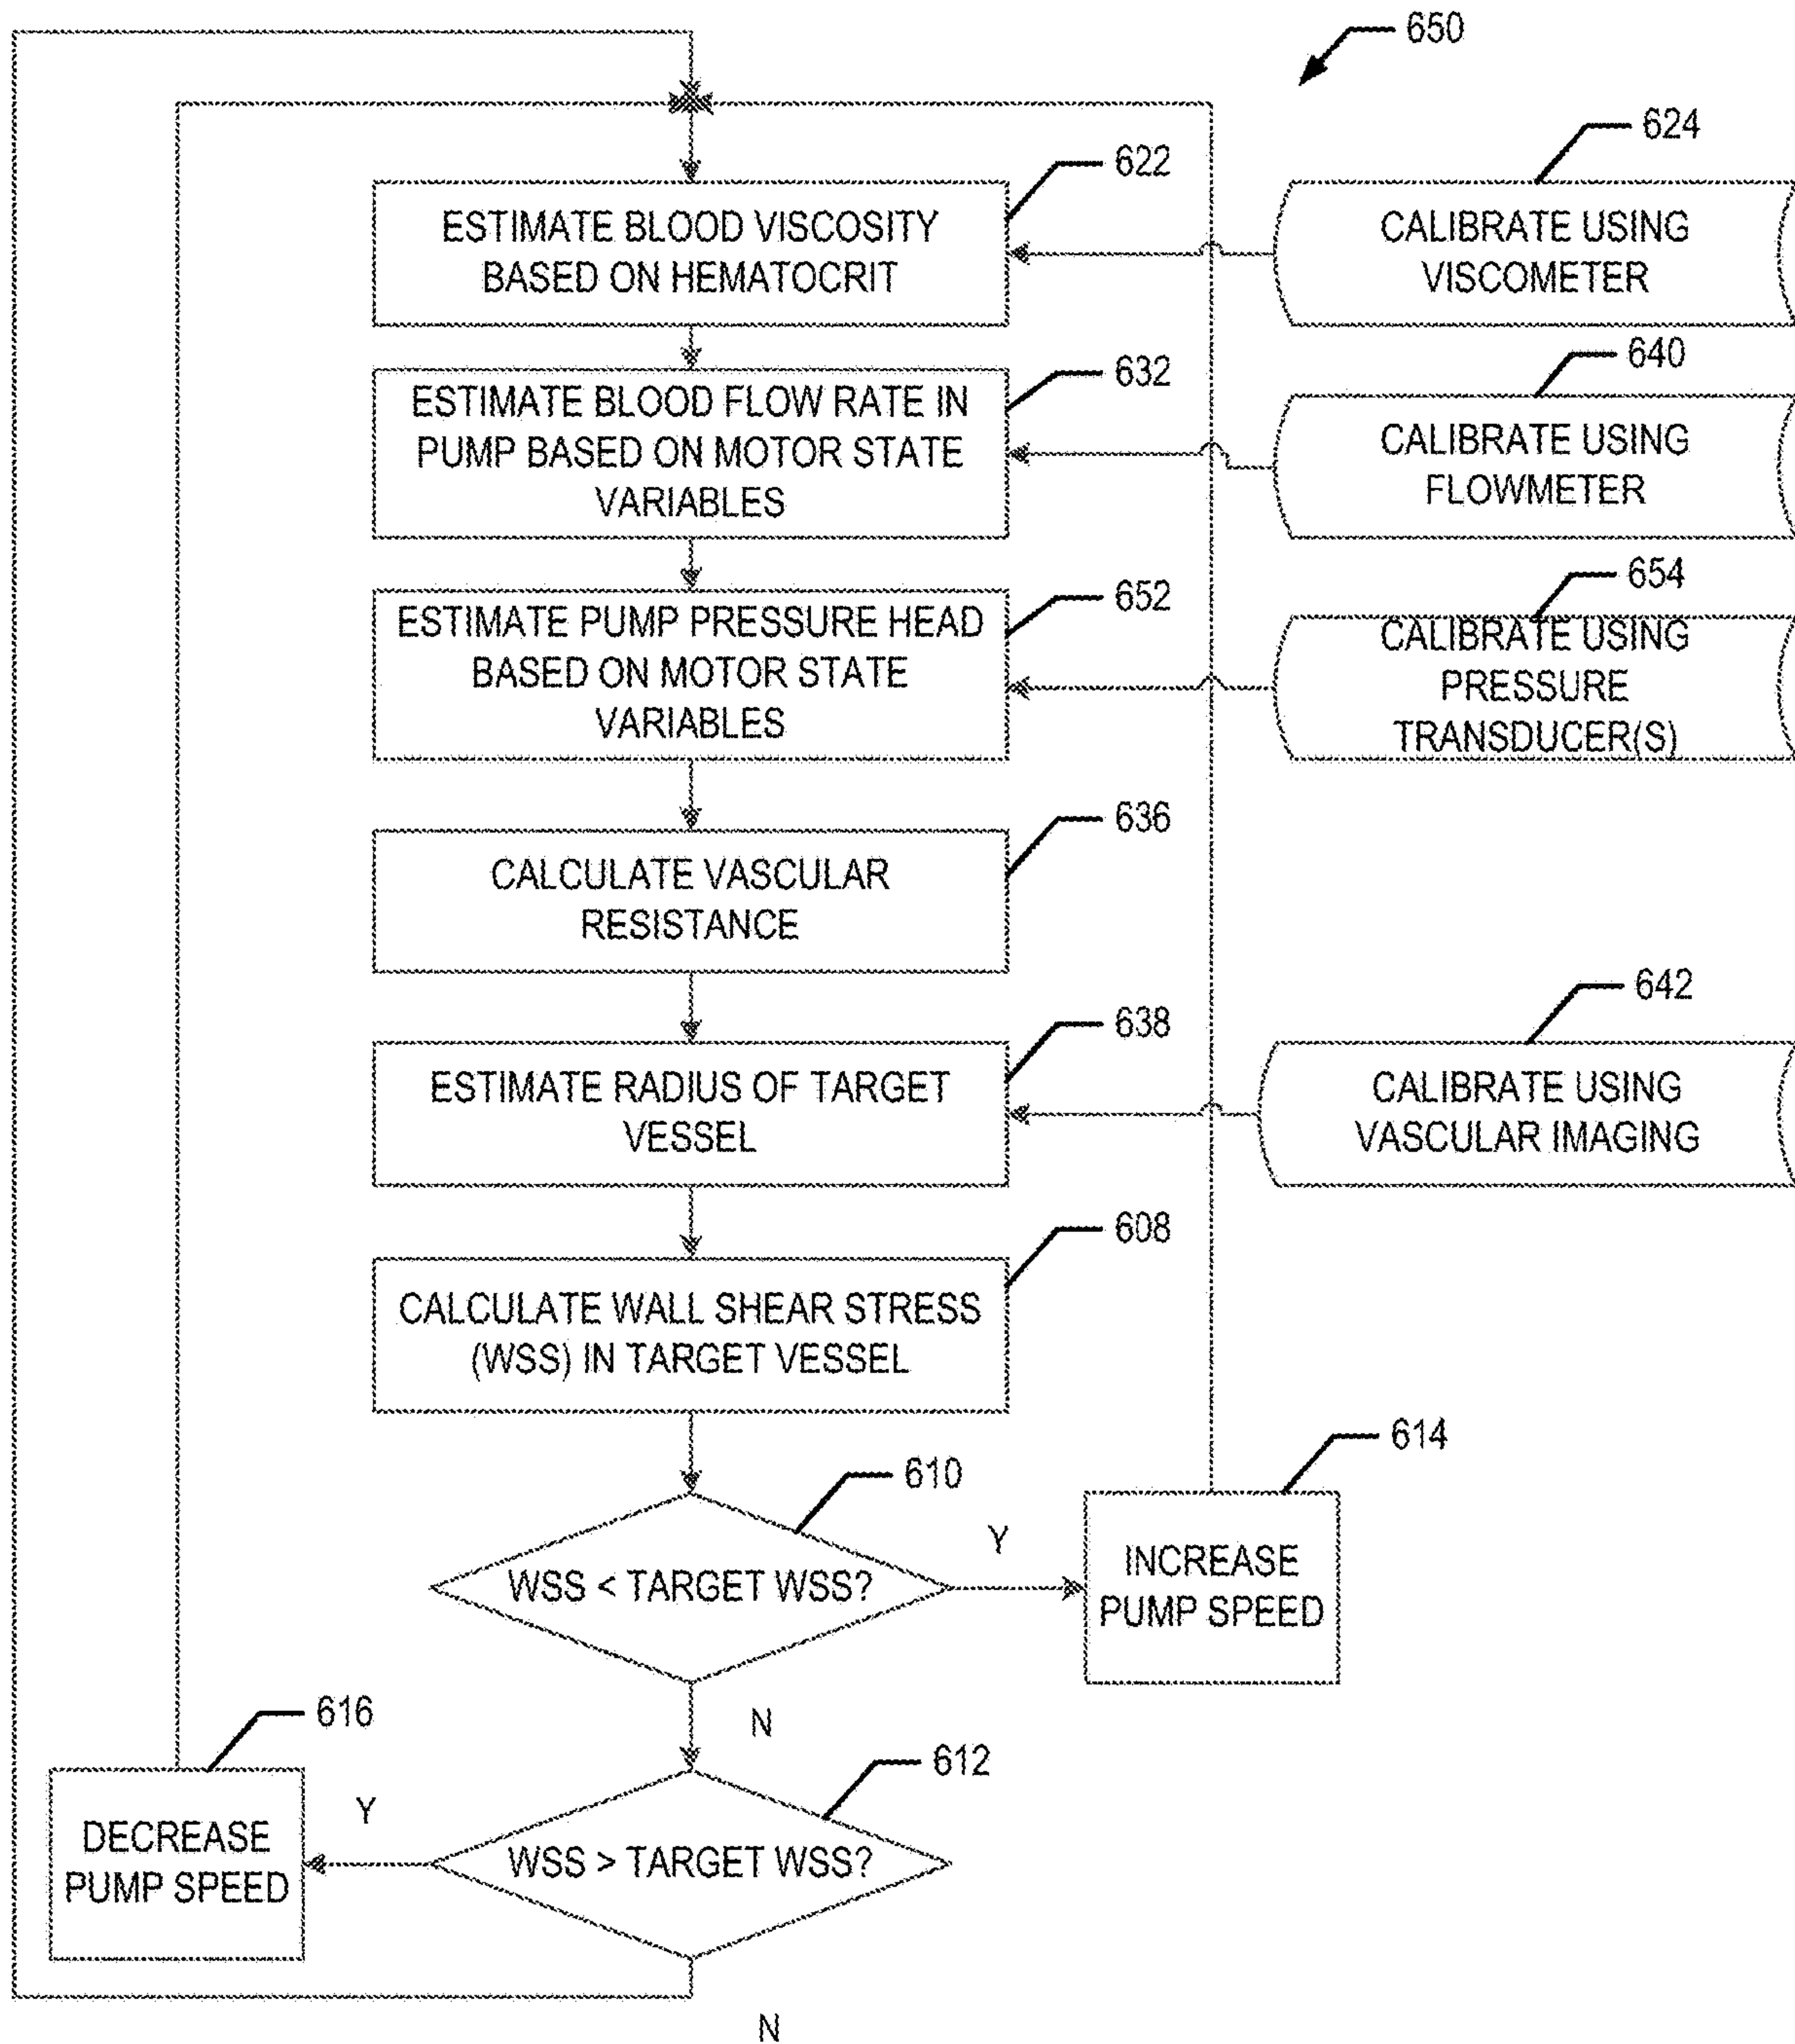 650
624
622
ESTIMATE BLOOD VISCOSITY
BASED ON HEMATOCRIT
CALIBRATE USING
VISCOMETER
640
632
ESTIMATE BLOOD FLOW RATE IN
PUMP BASED ON MOTOR STATE
VARIABLES
CALIBRATE USING
FLOWMETER
654
652
ESTIMATE PUMP PRESSURE HEAD
BASED ON MOTOR STATE
VARIABLES
CALIBRATE USING
PRESSURE
TRANSDUCER(S)
636
CALCULATE VASCULAR
RESISTANCE
642
638
ESTIMATE RADIUS OF TARGET
VESSEL
CALIBRATE USING
VASCULAR IMAGING
608
CALCULATE WALL SHEAR STRESS
(WSS) IN TARGET VESSEL
614
610
WSS < TARGET WSS?
Y
INCREASE
PUMP SPEED
N
616
612
DECREASE
PUMP SPEED
Y
WSS > TARGET WSS?
N